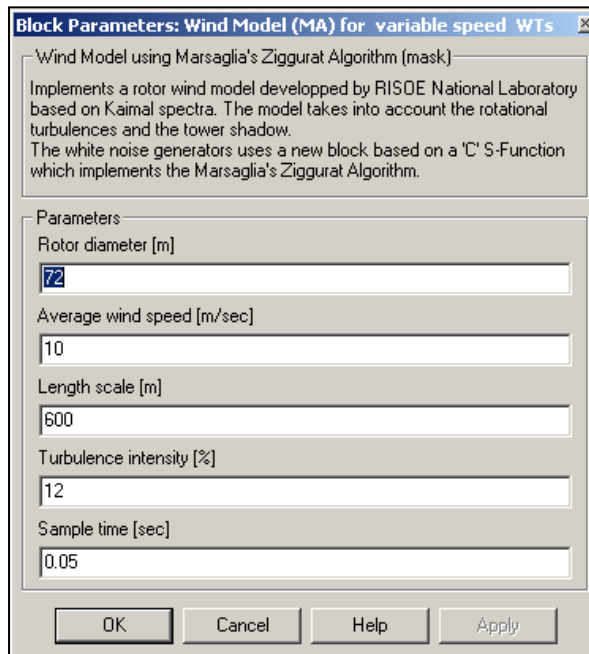 Block Parameters: Wind Model (MA) for variable speed WTs
Wind Model using Marsaglia's Ziggurat Algorithm (mask)
Implements a rotor wind model developped by RISOE National Laboratory
based on Kaimal spectra. The model takes into account the rotational
turbulences and the tower shadow.
The white noise generators uses a new block based on a 'C' S-Function
which implements the Marsaglia's Ziggurat Algorithm.
Parameters
Rotor diameter [m]
72
Average wind speed [m/sec]
10
Length scale [m]
600
Turbulence intensity [%]
12
Sample time [sec]
0.05
OK Cancel Help Apply